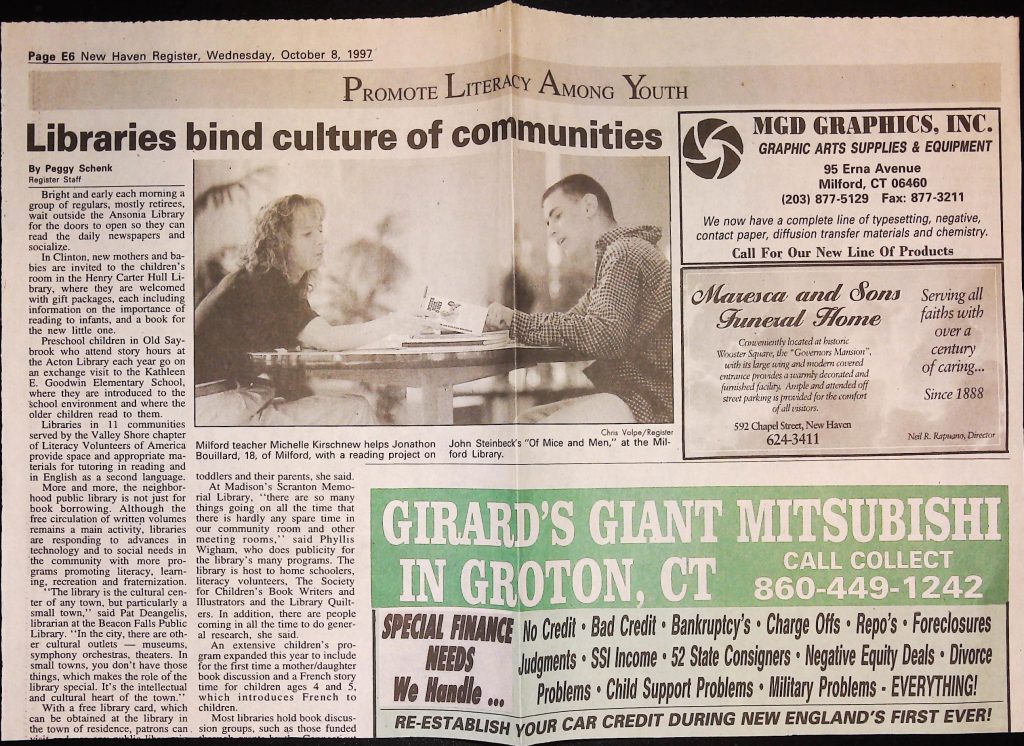 Page E6 New Haven Register, Wednesday, October 8, 1997
PROMOTE LITERACY AMONG YOUTH
Libraries bind culture of communities
By Peggy Schenk
Register Staff
Bright and early each morning a
group of regulars, mostly retirees,
wait outside the Ansonia Library
for the doors to open so they can
read the daily newspapers and
socialize.
In Clinton, new mothers and ba-
bies are invited to the children's
room in the Henry Carter Hull Li-
brary, where they are welcomed
with gift packages, each including
information on the importance of
reading to infants, and a book for
the new little one.
Preschool children in Old Say-
brook who attend story hours at
the Acton Library each year go on
an exchange visit to the Kathleen
E. Goodwin Elementary School,
where they are introduced to the
school environment and where the
older children read to them.
Libraries in 11 communities
served by the Valley Shore chapter
of Literacy Volunteers of America
provide space and appropriate ma-
terials for tutoring in reading and
in English as a second language.
More and more, the neighbor-
hood public library is not just for
book borrowing. Although the
free circulation of written volumes
remains a main activity, libraries
are responding to advances in
technology and to social needs in
the community with more pro-
grams promoting literacy, learn-
ing, recreation and fraternization.
"The library is the cultural cen-
ter of any town, but particularly a
small town," said Pat Deangelis,
librarian at the Beacon Falls Public
Library. "In the city, there are oth-
er cultural outlets — museums,
symphony orchestras, theaters. In
small towns, you don't have those
things, which makes the role of the
library special. It's the intellectual
and cultural heart of the town."
With a free library card, which
can be obtained at the library in
the town of residence, patrons can
Chris Volpe/Register
Milford teacher Michelle Kirschnew helps Jonathon
Bouillard, 18, of Milford, with a reading project on
John Steinbeck's "Of Mice and Men," at the Mil-
ford Library.
toddlers and their parents, she said.
At Madison's Scranton Memo-
rial Library, "there are so many
things going on all the time that
there is hardly any spare time in
our community room and other
meeting rooms," said Phyllis
Wigham, who does publicity for
the library's many programs. The
library is host to home schoolers,
literacy volunteers, The Society
for Children's Book Writers and
Illustrators and the Library Quilt-
ers. In addition, there are people
coming in all the time to do gener-
al research, she said.
An extensive children's pro-
gram expanded this year to include
for the first time a mother/daughter
book discussion and a French story
time for children ages 4 and 5,
which introduces French to
children.
Most libraries hold book discus-
sion groups, such as those funded
MGD GRAPHICS, INC.
GRAPHIC ARTS SUPPLIES & EQUIPMENT
95 Erna Avenue
Milford, CT 06460
(203) 877-5129 Fax: 877-3211
We now have a complete line of typesetting, negative,
contact paper, diffusion transfer materials and chemistry.
Call For Our New Line Of Products
Maresca and Sons
Funeral Home
Conveniently located at historic
Wooster Square, the "Governors Mansion",
with its large wing and modern covered
entrance provides a warmly decorated and
furnished facility. Ample and attended off
street parking is provided for the comfort
of all visitors.
592 Chapel Street, New Haven
624-3411
Serving all
faiths with
over a
century
of caring...
Since 1888
Neil R. Rapuano, Director
GIRARD'S GIANT MITSUBISHI
IN GROTON, CT
CALL COLLECT
860-449-1242
SPECIAL FINANCE
NEEDS
We Handle ...
No Credit • Bad Credit • Bankruptcy's • Charge Offs • Repo's • Foreclosures
Judgments • SSI Income • 52 State Consigners • Negative Equity Deals • Divorce
Problems • Child Support Problems • Military Problems - EVERYTHING!
RE-ESTABLISH YOUR CAR CREDIT DURING NEW ENGLAND'S FIRST EVER!